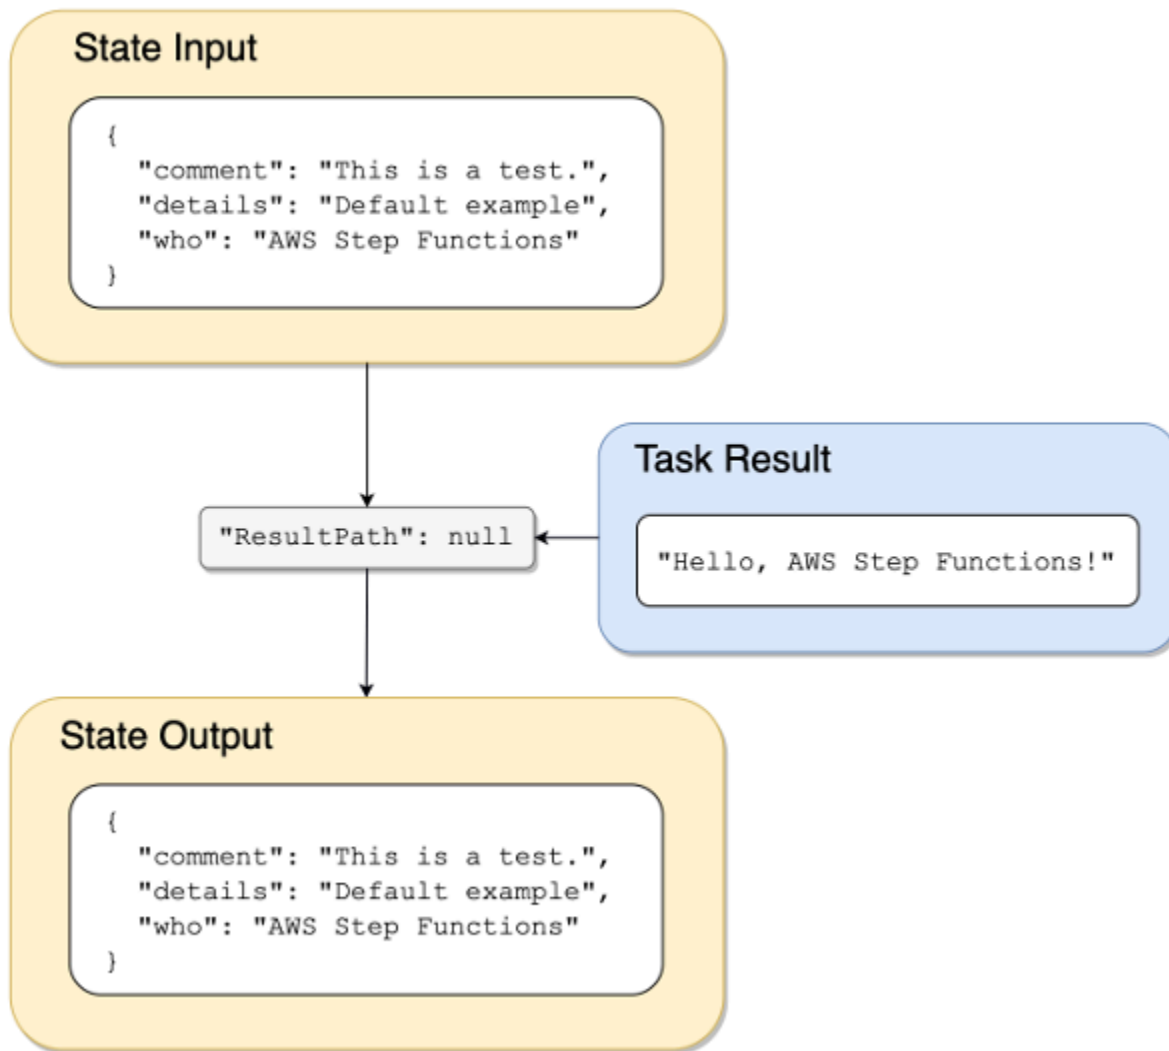 State Input
{
"comment": "This is a test.",
"details": "Default example",
"who": "AWS Step Functions"
}
Task Result
"ResultPath": null
"Hello, AWS Step Functions!"
State Output
{
"comment": "This is a test.",
"details": "Default example",
"who": "AWS Step Functions"
}